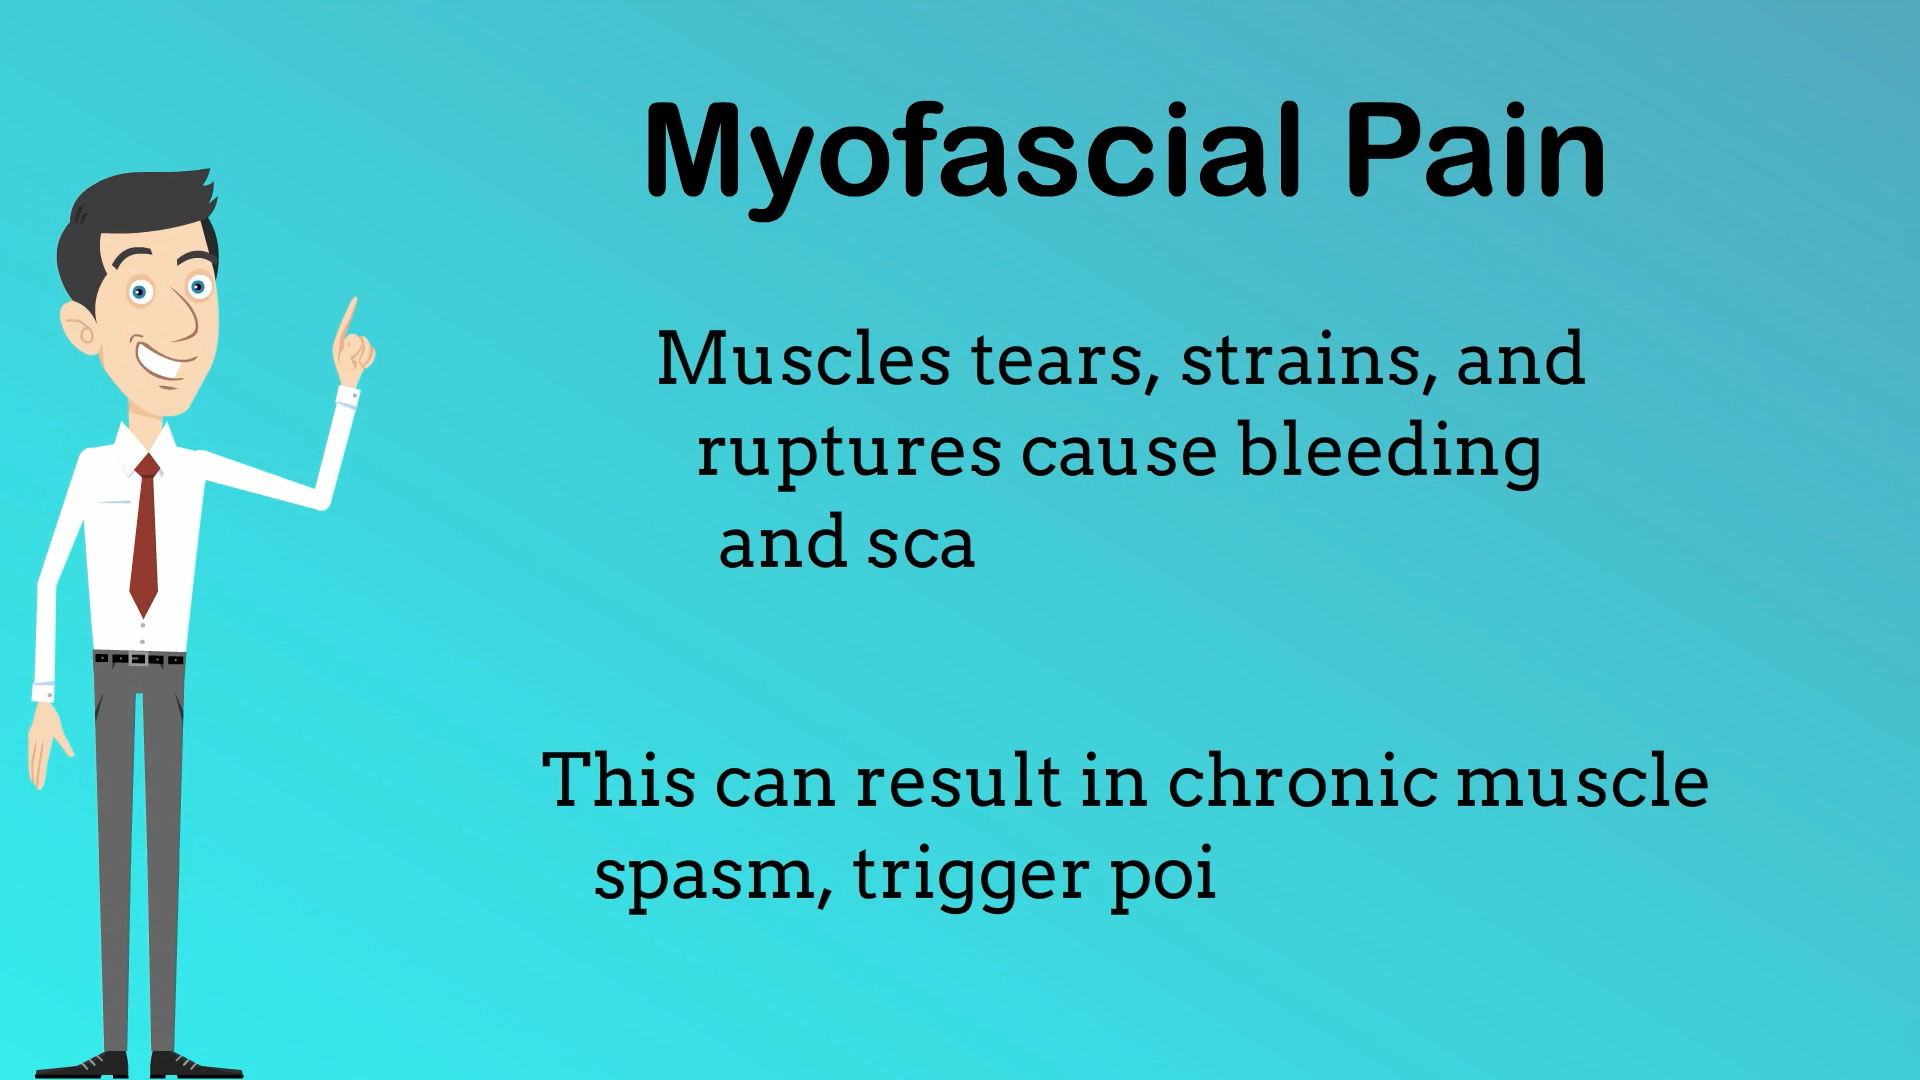 Myofascial Pain
Muscles tears, strains, and
ruptures cause bleeding
and sca
This can result in chronic muscle
spasm, trigger poi